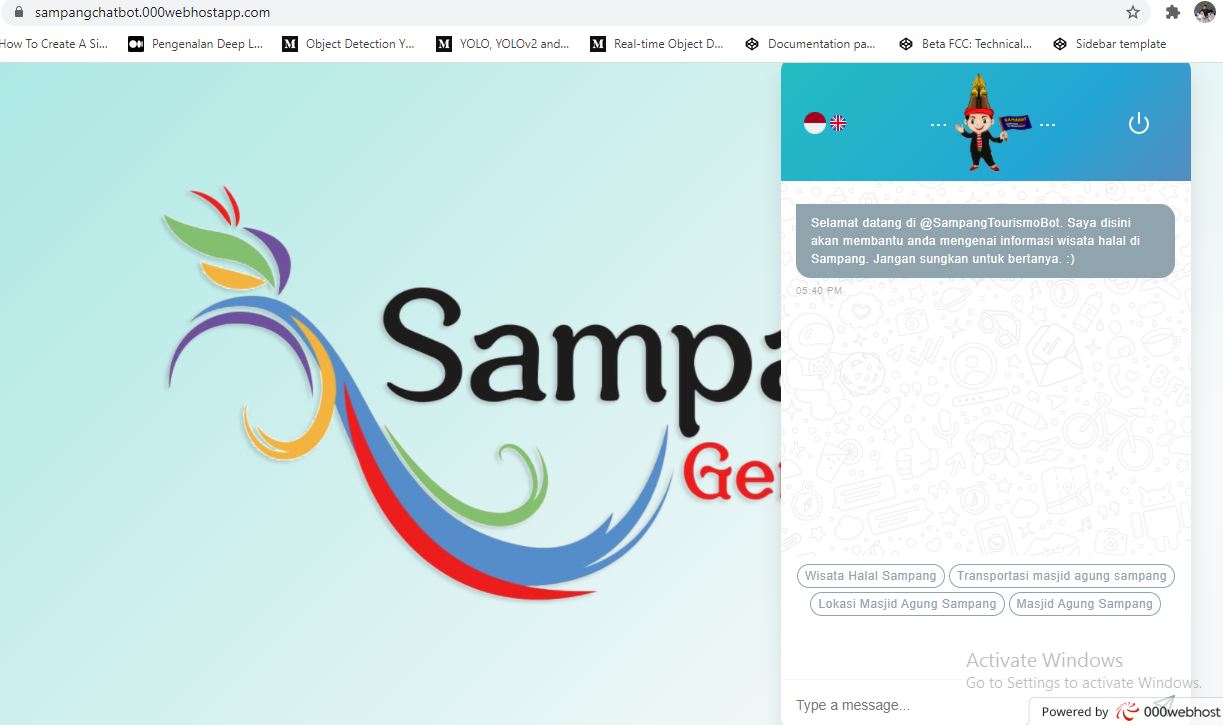 sampangchatbot.000webhostapp.com
How To Create A Si...
Pengenalan Deep L...
Object Detection Y...
YOLO, YOLOv2 and...
Real-time Object D...
Documentation pa...
Beta FCC: Technical...
Sidebar template
Selamat datang di @SampangTourismoBot. Saya disini
akan membantu anda mengenai informasi wisata halal di
Sampang. Jangan sungkan untuk bertanya. :)
05:40 PM
Sampa
Ge
Wisata Halal Sampang
Transportasi masjid agung sampang
Lokasi Masjid Agung Sampang
Masjid Agung Sampang
Activate Windows
Go to Settings to activate Windows.
Type a message...
Powered by 000webhost